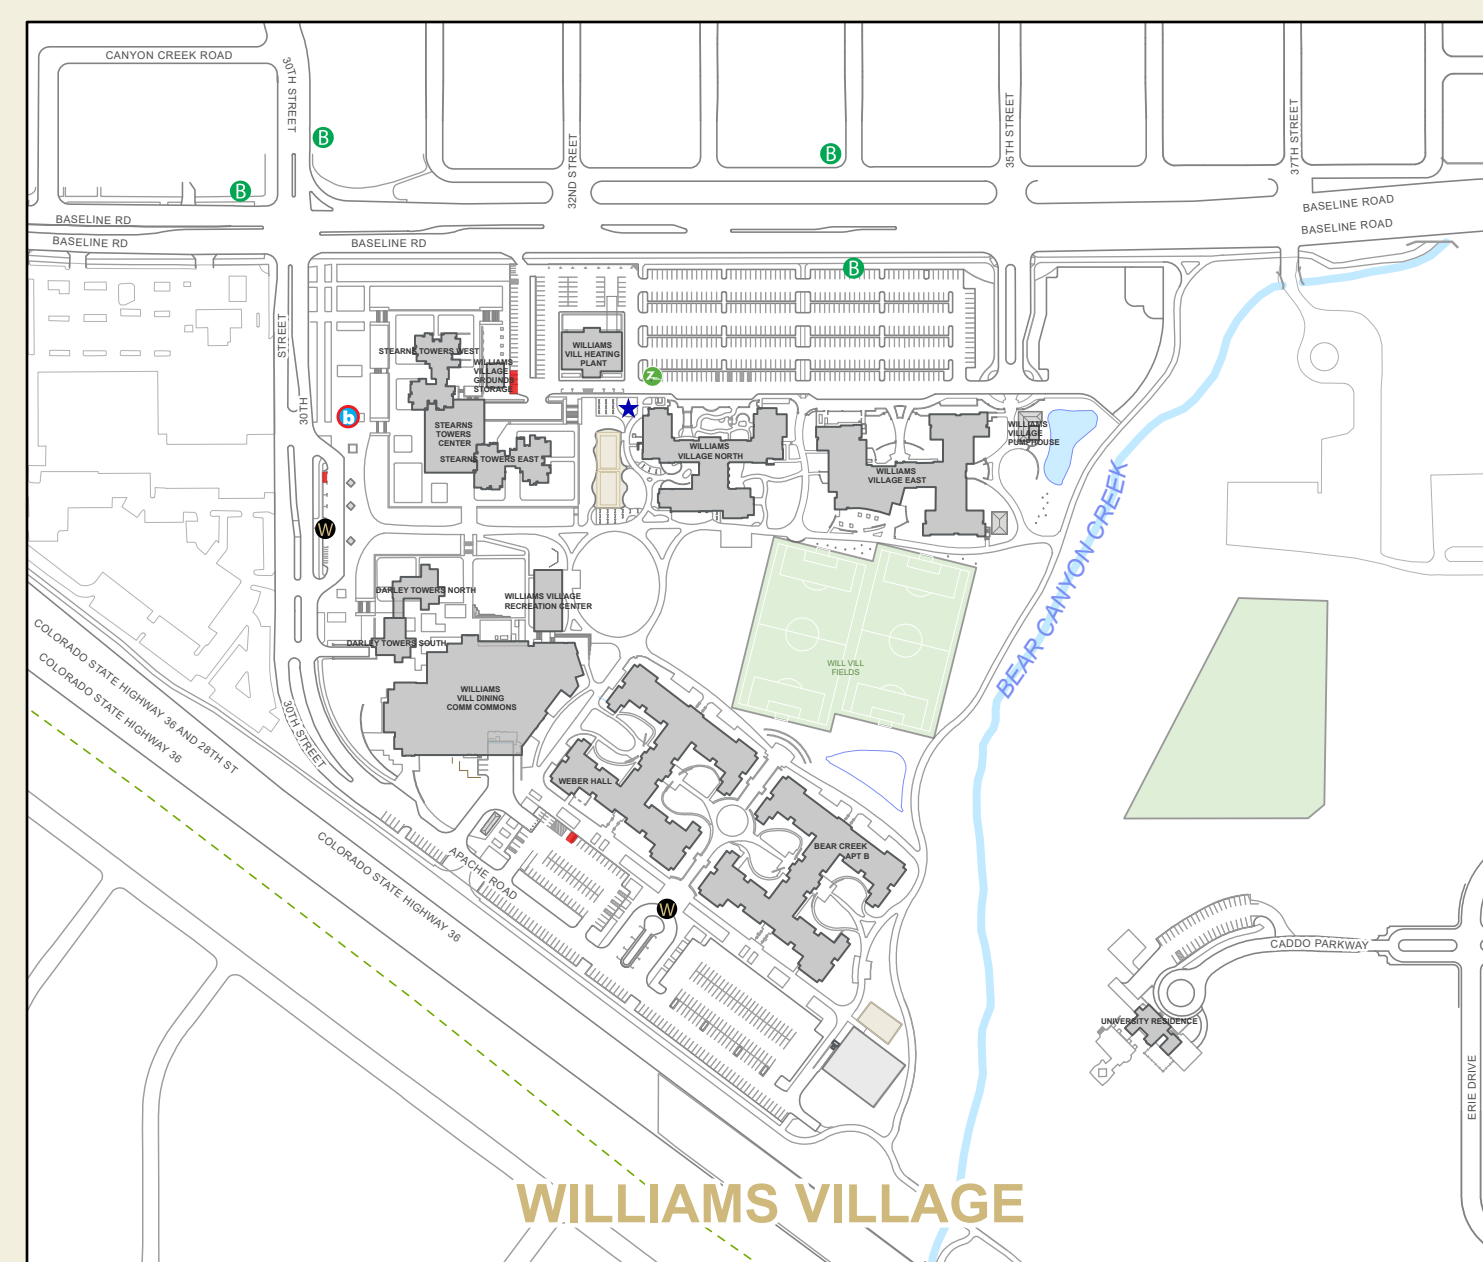 CANYON CREEK ROAD
30TH STREET
B
B
B
32ND STREET
35TH STREET
37TH STREET
BASELINE RD
BASELINE RD
BASELINE RD
BASELINE ROAD
BASELINE ROAD
B
STREET
30TH
STEARNS TOWERS WEST
WILLIAMS
VILLAGE
GROUNDS
STORAGE
WILLIAMS
VILL HEATING
PLANT
Z
b
STEARNS
TOWERS
CENTER
STEARNS TOWERS EAST
WILLIAMS
VILLAGE NORTH
WILLIAMS
VILLAGE EAST
WILLIAMS
VILLAGE
PUMPHOUSE
BEAR CANYON CREEK
W
DARLEY TOWERS NORTH
WILLIAMS VILLAGE
RECREATION CENTER
DARLEY TOWERS SOUTH
WILL VILL
FIELDS
WILLIAMS
VILL DINING
COMM COMMONS
COLORADO STATE HIGHWAY 36 AND 28TH ST
COLORADO STATE HIGHWAY 36
30TH STREET
WEBER HALL
BEAR CREEK
APT B
APACHE ROAD
COLORADO STATE HIGHWAY 36
W
CADDO PARKWAY
UNIVERSITY RESIDENCE
ERIE DRIVE
WILLIAMS VILLAGE